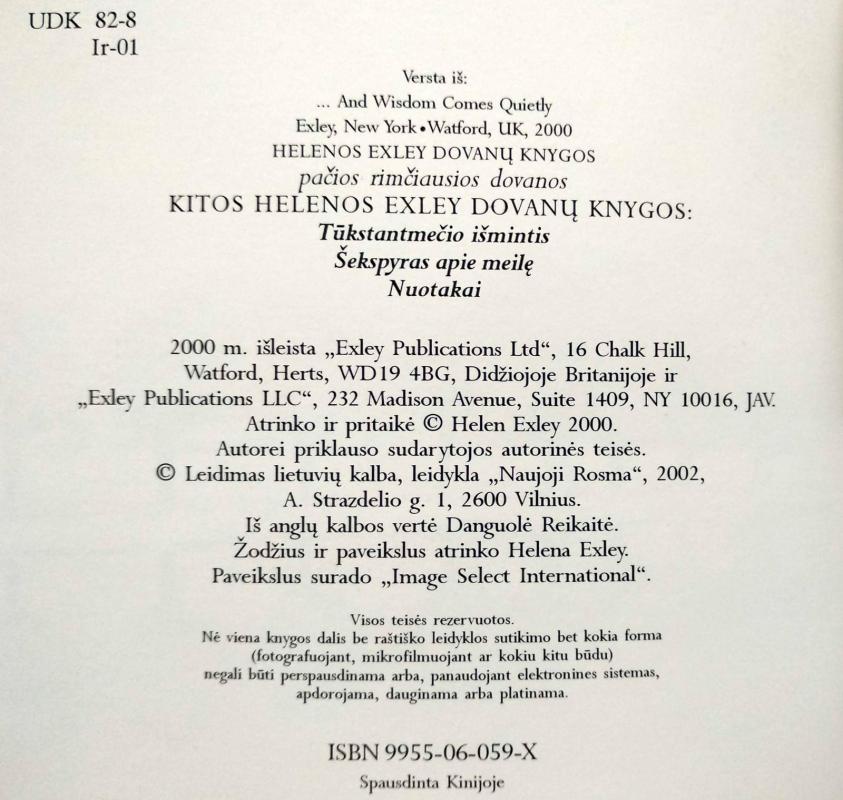 UDK 82-8
Ir-01
Versta iš:
... And Wisdom Comes Quietly
Exley, New York•Watford, UK, 2000
HELENOS EXLEY DOVANŲ KNYGOS
pačios rimčiausios dovanos
KITOS HELENOS EXLEY DOVANŲ KNYGOS:
Tūkstantmečio išmintis
Šekspyras apie meilę
Nuotakai
2000 m. išleista „Exley Publications Ltd“, 16 Chalk Hill,
Watford, Herts, WD19 4BG, Didžiojoje Britanijoje ir
„Exley Publications LLC“, 232 Madison Avenue, Suite 1409, NY 10016, JAV.
Atrinko ir pritaikė © Helen Exley 2000.
Autorei priklauso sudarytojos autorinės teisės.
© Leidimas lietuvių kalba, leidykla „Naujoji Rosma“, 2002,
A. Strazdelio g. 1, 2600 Vilnius.
Iš anglų kalbos vertė Danguolė Reikaitė.
Žodžius ir paveikslus atrinko Helena Exley.
Paveikslus surado „Image Select International“.
Visos teisės rezervuotos.
Nė viena knygos dalis be raštiško leidyklos sutikimo bet kokia forma
(fotografuojant, mikrofilmuojant ar kokiu kitu būdu)
negali būti perspausdinama arba, panaudojant elektronines sistemas,
apdorojama, dauginama arba platinama.
ISBN 9955-06-059-X
Spausdinta Kinijoje